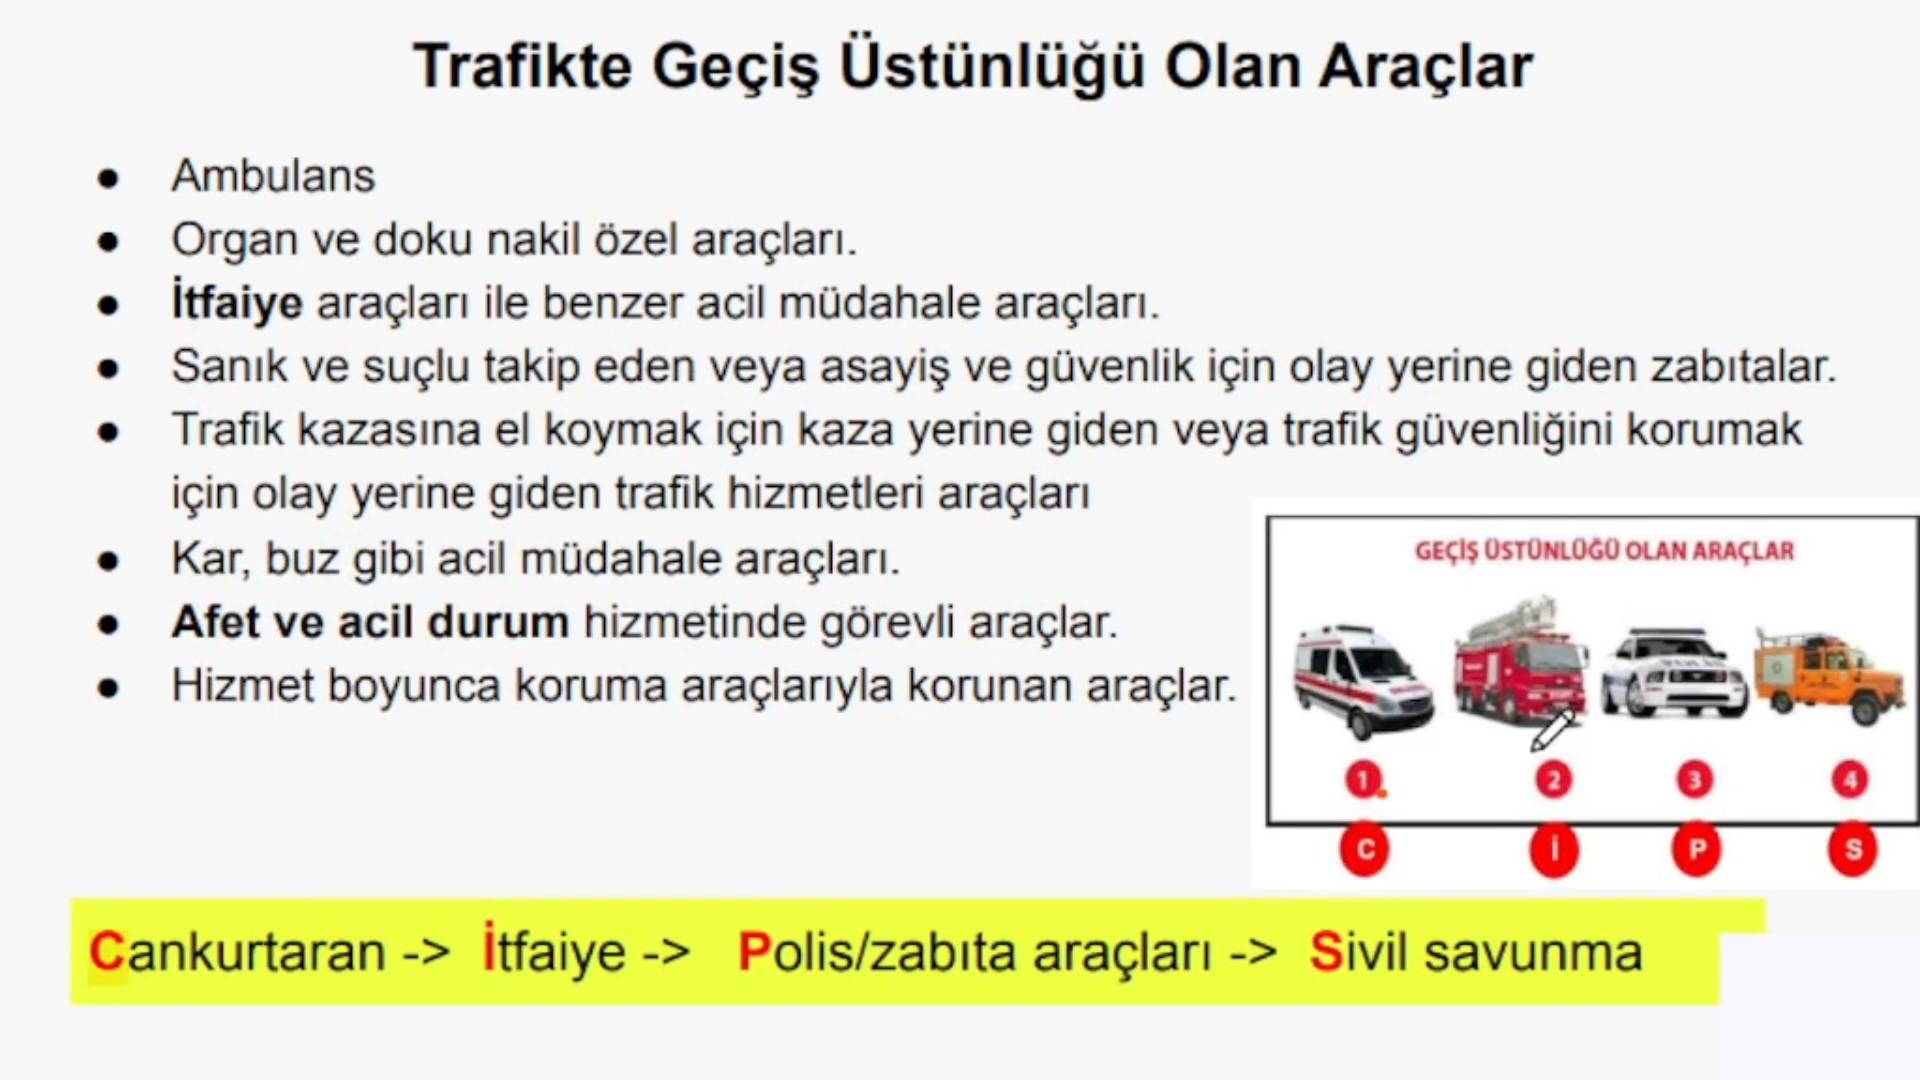 Trafikte Geçiş Üstünlüğü Olan Araçlar
● Ambulans
● Organ ve doku nakil özel araçları.
● İtfaiye araçları ile benzer acil müdahale araçları.
● Sanık ve suçlu takip eden veya asayiş ve güvenlik için olay yerine giden zabıtalar.
● Trafik kazasına el koymak için kaza yerine giden veya trafik güvenliğini korumak
için olay yerine giden trafik hizmetleri araçları
● Kar, buz gibi acil müdahale araçları.
● Afet ve acil durum hizmetinde görevli araçlar.
● Hizmet boyunca koruma araçlarıyla korunan araçlar.
GEÇİŞ ÜSTÜNLÜĞÜ OLAN ARAÇLAR
1 2 3 4
C İ P S
Cankurtaran -> İtfaiye -> Polis/zabıta araçları -> Sivil savunma